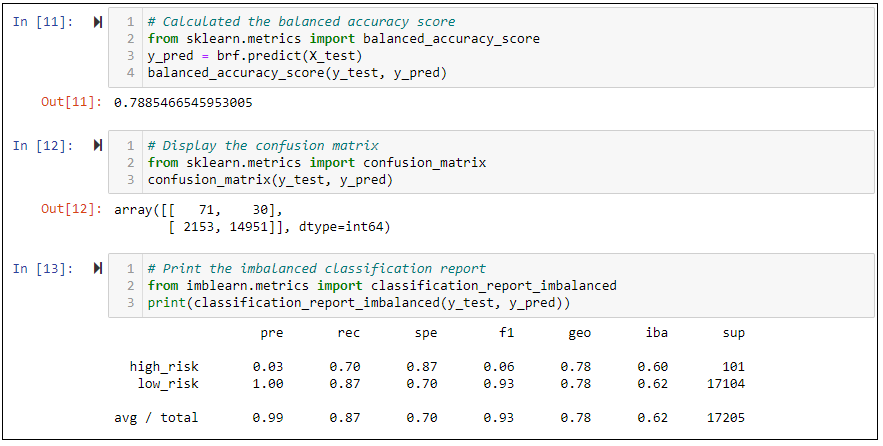 In [11]:
1 # Calculated the balanced accuracy score
2 from sklearn.metrics import balanced_accuracy_score
3 y_pred = brf.predict(X_test)
4 balanced_accuracy_score(y_test, y_pred)
Out[11]: 0.7885466545953005
In [12]:
1 # Display the confusion matrix
2 from sklearn.metrics import confusion_matrix
3 confusion_matrix(y_test, y_pred)
Out[12]: array([[   71,    30],
       [ 2153, 14951]], dtype=int64)
In [13]:
1 # Print the imbalanced classification report
2 from imblearn.metrics import classification_report_imbalanced
3 print(classification_report_imbalanced(y_test, y_pred))
pre rec spe f1 geo iba sup
high_risk 0.03 0.70 0.87 0.06 0.78 0.60 101
low_risk 1.00 0.87 0.70 0.93 0.78 0.62 17104
avg / total 0.99 0.87 0.70 0.93 0.78 0.62 17205